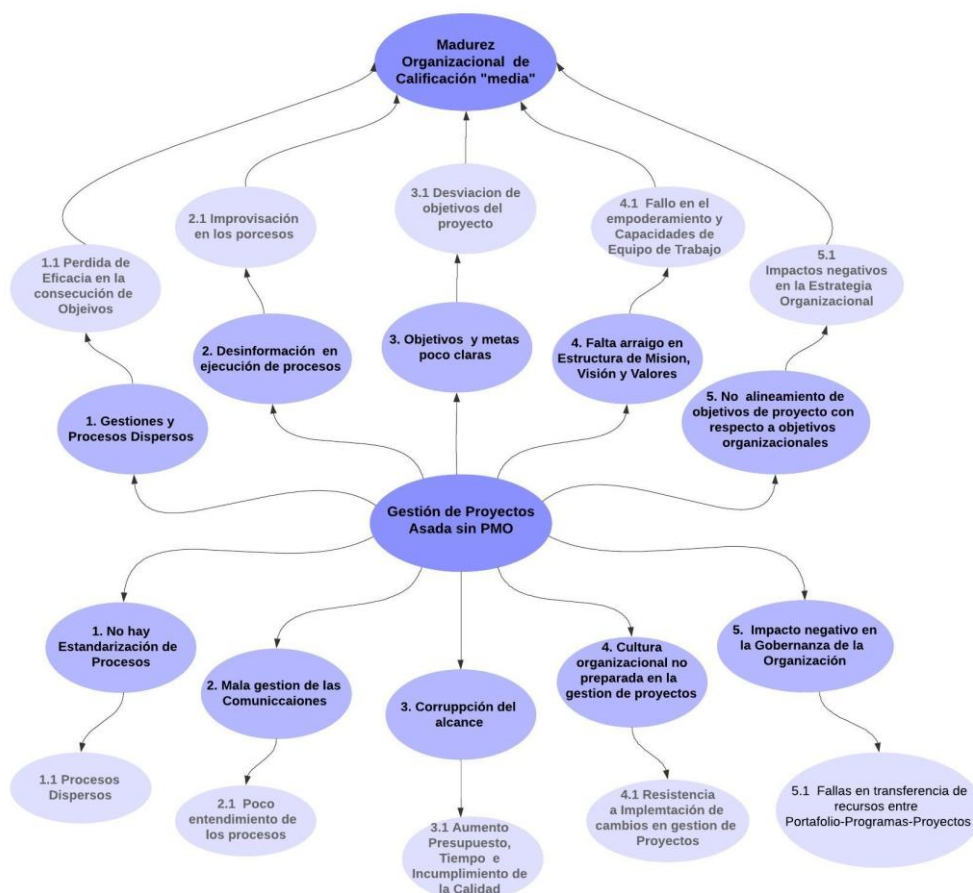 Madurez
Organizacional de
Calificación "media"
1.1 Perdida de
Eficacia en la
consecución de
Objeivos
2.1 Improvisación
en los porcesos
3.1 Desviacion de
objetivos del
proyecto
4.1 Fallo en el
empoderamiento y
Capacidades de
Equipo de Trabajo
5.1
Impactos negativos
en la Estrategia
Organizacional
1. Gestiones y
Procesos Dispersos
2. Desinformación en
ejecución de procesos
3. Objetivos y metas
poco claras
4. Falta arraigo en
Estructura de Mision,
Visión y Valores
5. No alineamiento de
objetivos de proyecto con
respecto a objetivos
organizacionales
Gestión de Proyectos
Asada sin PMO
1. No hay
Estandarización de
Procesos
2. Mala gestion de las
Comuniccaiones
3. Corruppción del
alcance
4. Cultura
organizacional no
preparada en la
gestion de proyectos
5. Impacto negativo en
la Gobernanza de la
Organización
1.1 Procesos
Dispersos
2.1 Poco
entendimiento de
los procesos
3.1 Aumento
Presupuesto,
Tiempo e
Incumplimiento de
la Calidad
4.1 Resistencia
a Implemtación de
cambios en gestion de
Proyectos
5.1 Fallas en transferencia de
recursos entre
Portafolio-Programas-Proyectos